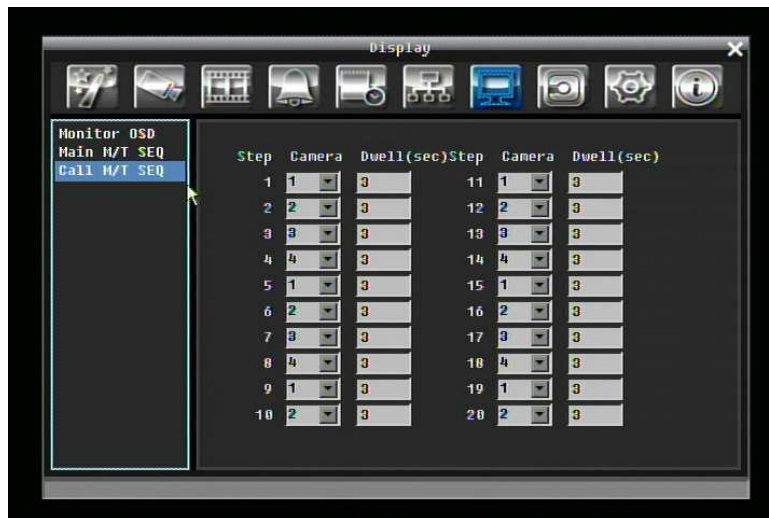 Display
Monitor OSD
Main M/T SEQ
Call M/T SEQ
Step Camera Dwell(sec) Step Camera Dwell(sec)
1 1 3 11 1 3
2 2 3 12 2 3
3 3 3 13 3 3
4 4 3 14 4 3
5 1 3 15 1 3
6 2 3 16 2 3
7 3 3 17 3 3
8 4 3 18 4 3
9 1 3 19 1 3
10 2 3 20 2 3